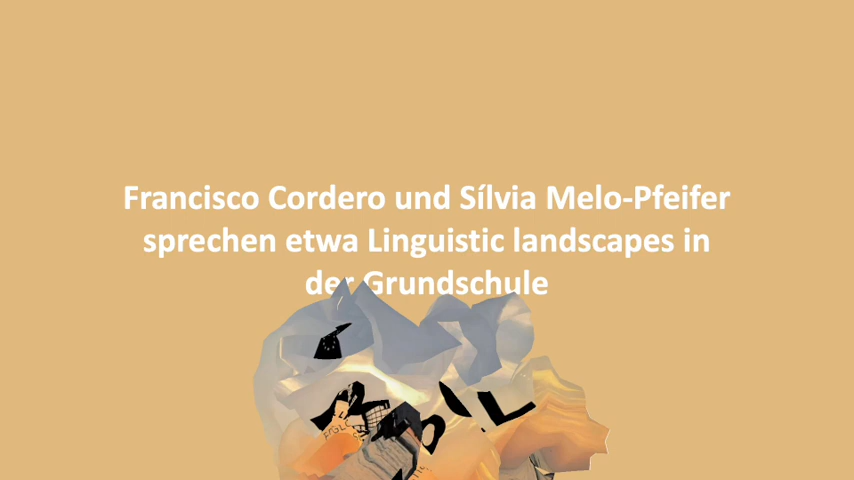 Francisco Cordero und Sílvia Melo-Pfeifer
sprechen etwa Linguistic landscapes in
der Grundschule